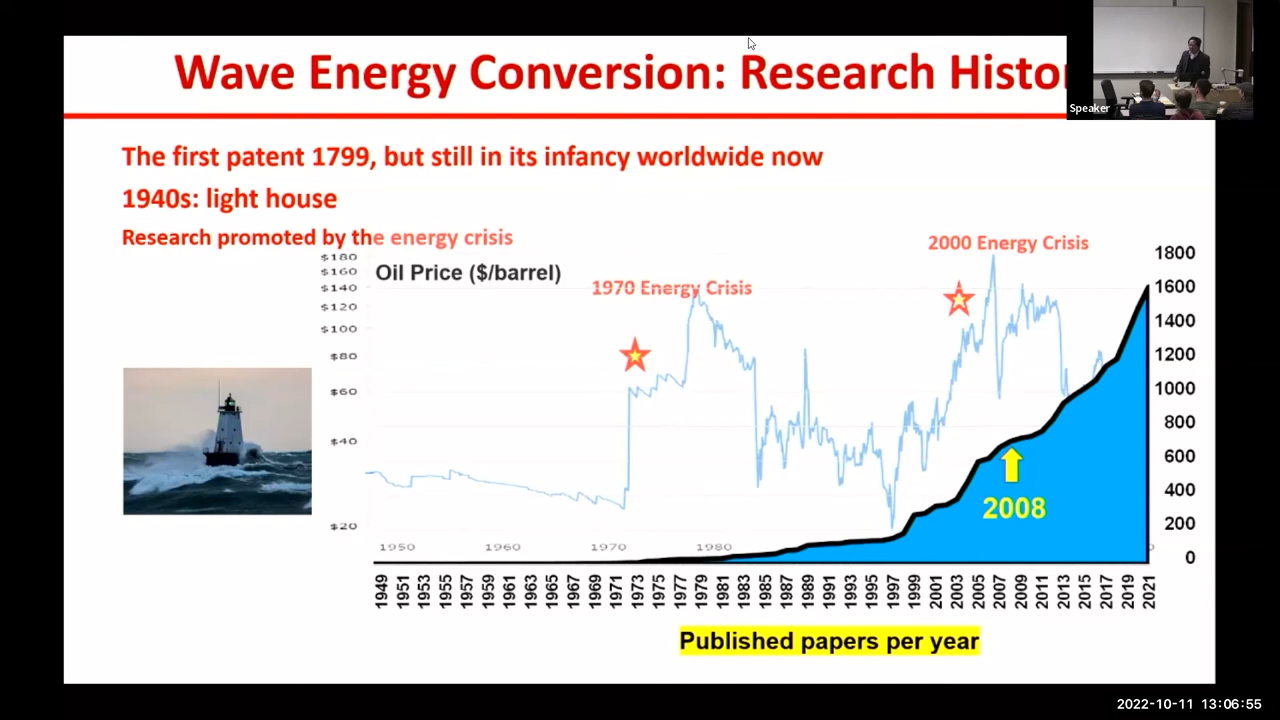 Wave Energy Conversion: Research Histo
Speaker
The first patent 1799, but still in its infancy worldwide now
1940s: light house
Research promoted by the energy crisis
2000 Energy Crisis
Oil Price ($/barrel)
1970 Energy Crisis
$180
$160
$140
$120
$100
$80
$60
$40
$20
1800
1600
1400
1200
1000
800
600
400
200
0
2008
1950 1960 1970 1980
1949 1951 1953 1955 1957 1959 1961 1963 1965 1967 1969 1971 1973 1975 1977 1979 1981 1983 1985 1987 1989 1991 1993 1995 1997 1999 2001 2003 2005 2007 2009 2011 2013 2015 2017 2019 2021
Published papers per year
2022-10-11 13:06:55